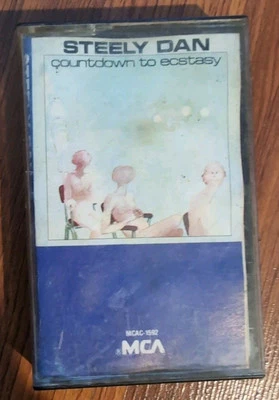 STEELY DAN
countdown to ecstasy
MCAC-1592
MCA